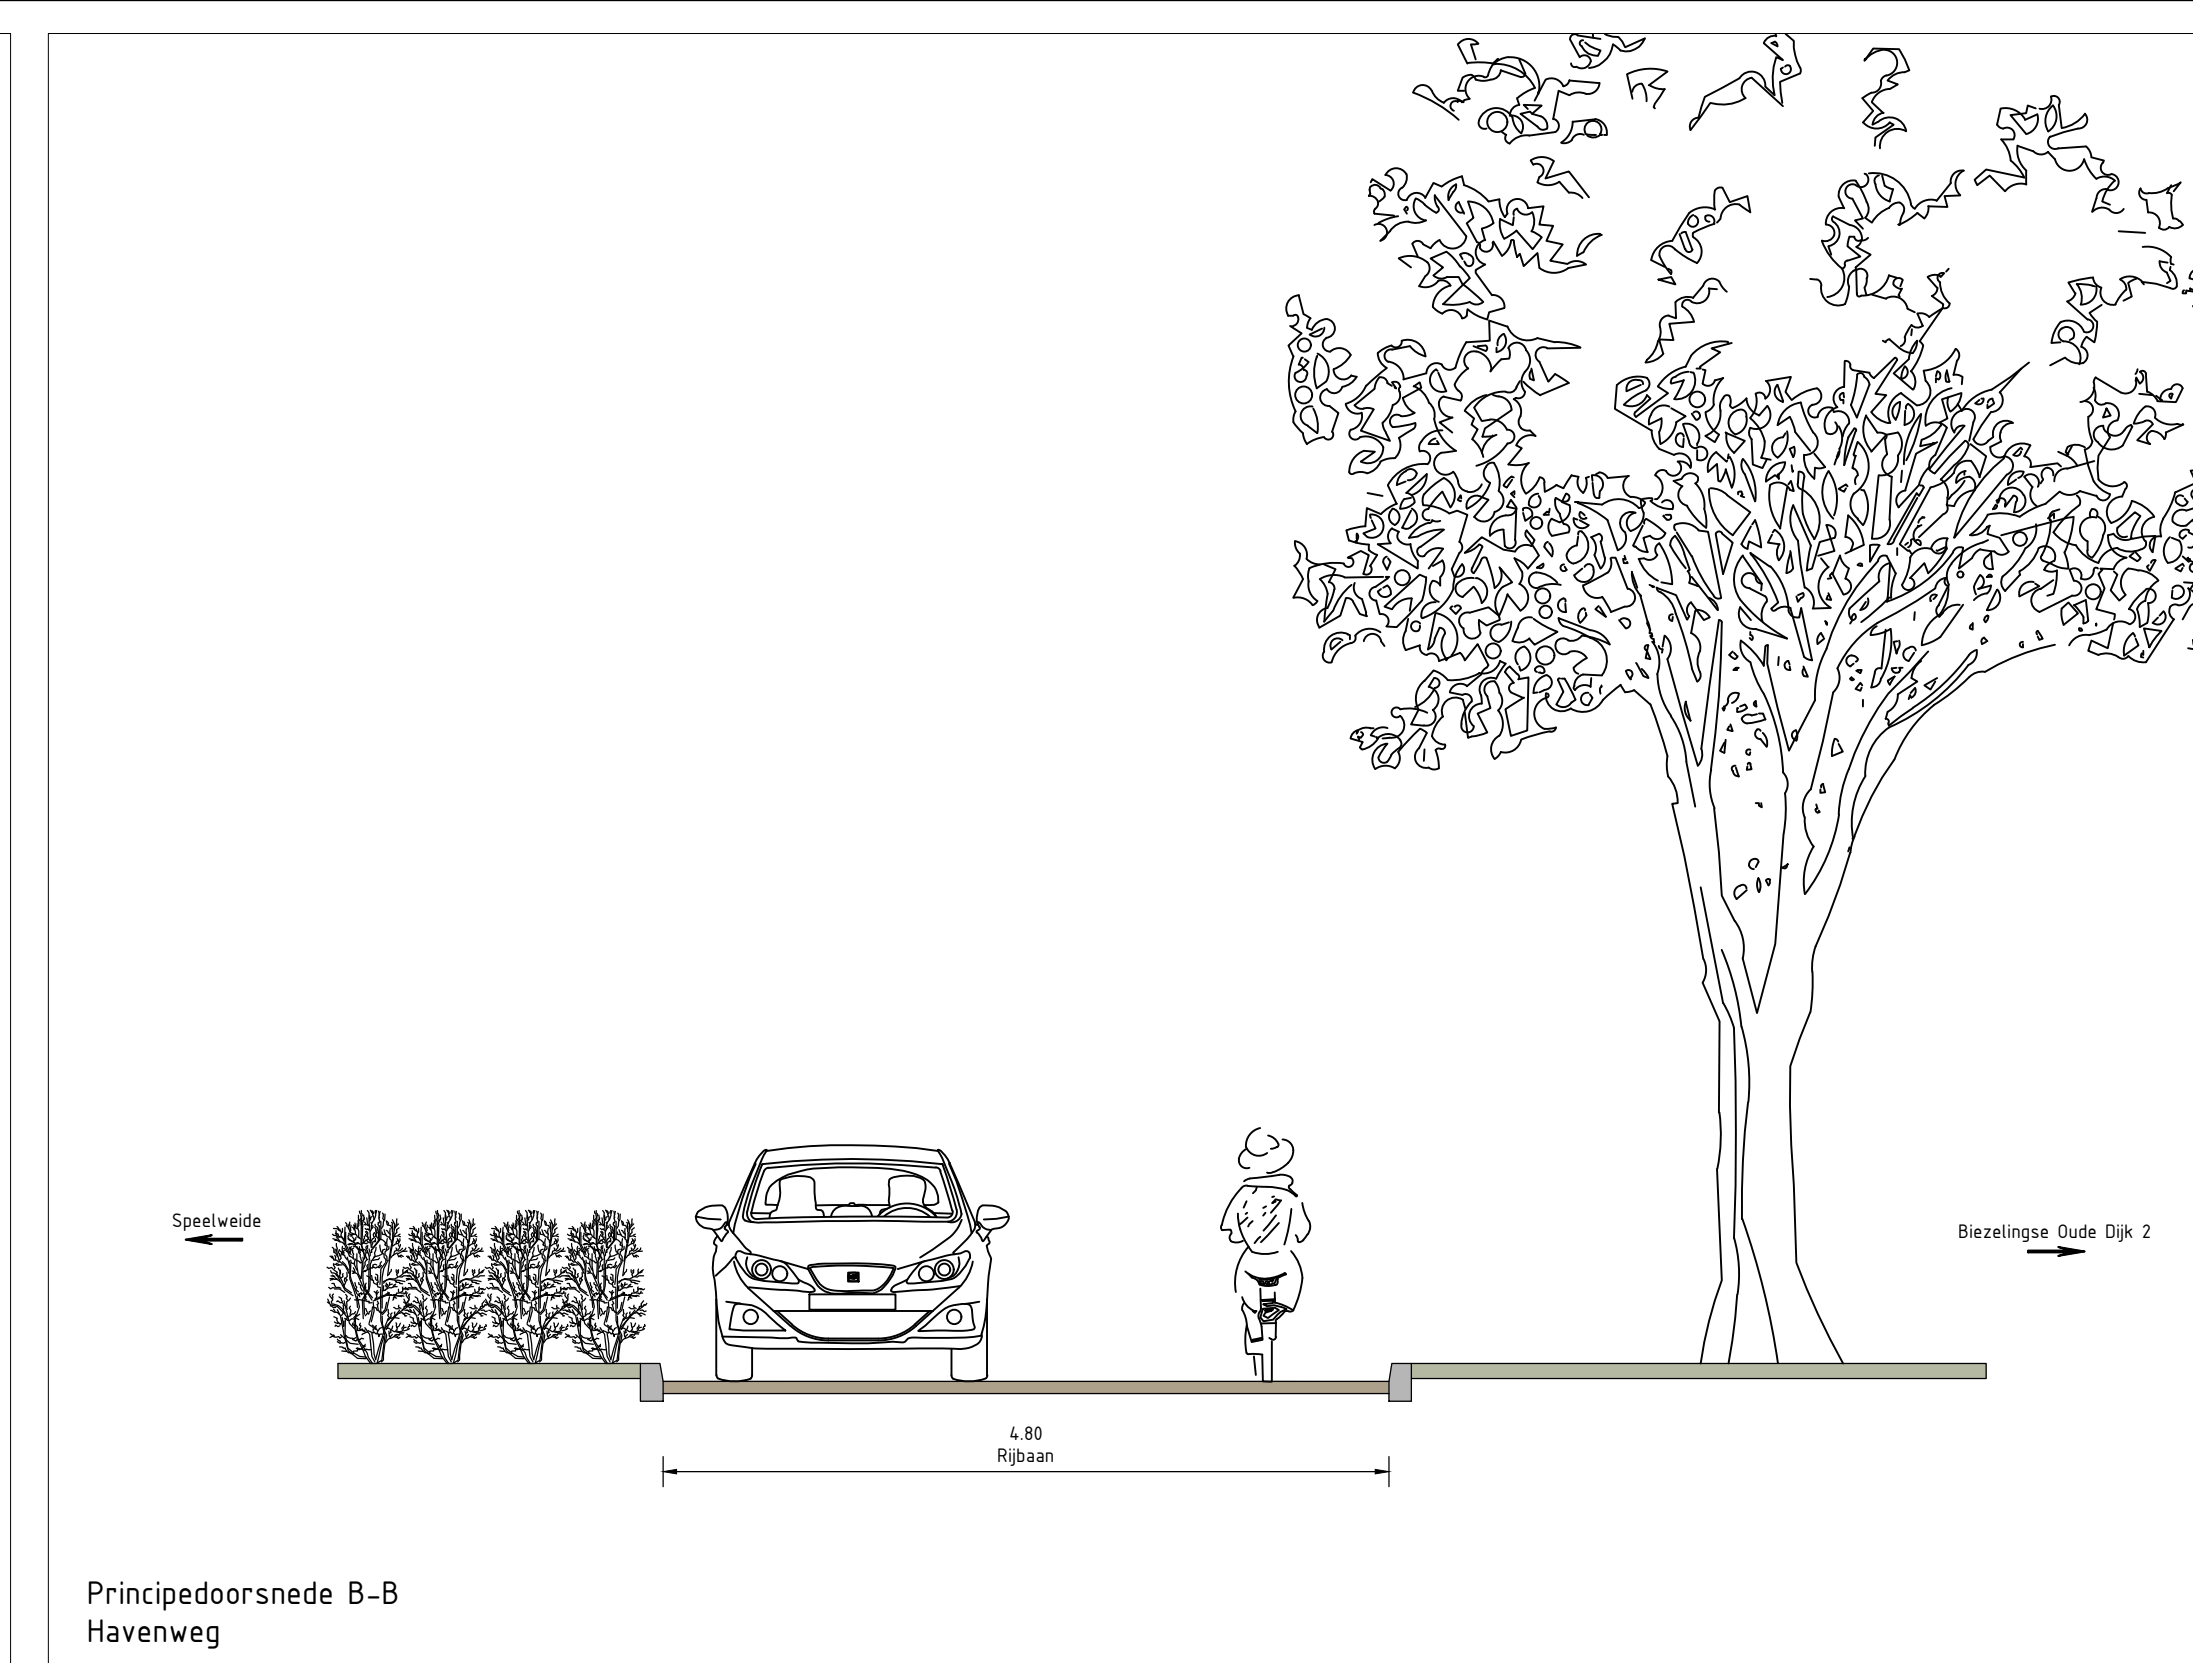 Speelweide
Biezelingse Oude Dijk 2
4.80
Rijbaan
Principedoorsnede B-B
Havenweg